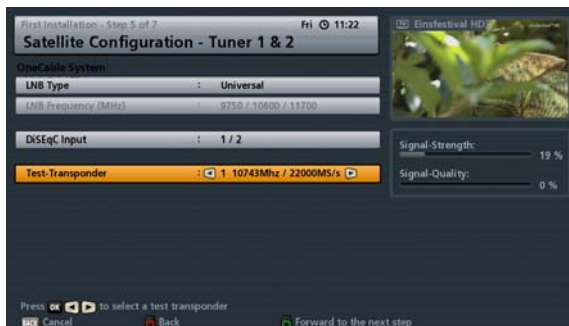 First Installation - Step 5 of 7 Fri 11:22
Satellite Configuration - Tuner 1 & 2
OneCable System
LNB Type : Universal
LNB Frequency (MHz) : 9750 / 10600 / 11700
DiSEqC Input : 1 / 2
Test-Transponder : 1 10743Mhz / 22000MS/s
TV Einsfestival HD
Signal-Strength:
19 %
Signal-Quality:
0 %
Press OK to select a test transponder
BACK Cancel Back Forward to the next step